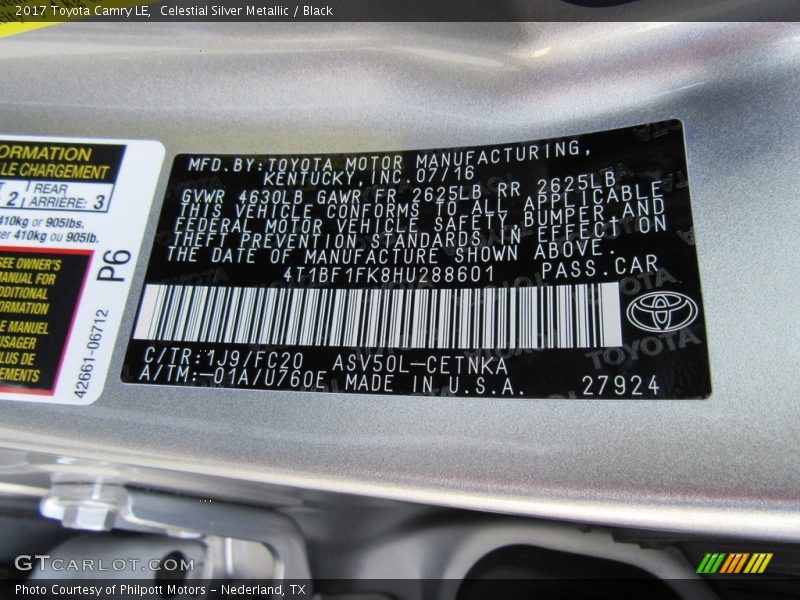 2017 Toyota Camry LE,  Celestial Silver Metallic / Black
ORMATION
LE CHARGEMENT
2 REAR ARRIÈRE: 3
410kg or 905lbs.
er 410kg ou 905lb.
SEE OWNER'S
MANUAL FOR
DDITIONAL
FORMATION
LE MANUEL
USAGER
PLUS DE
EMENTS
P6
42661-06712
MFD. BY: TOYOTA MOTOR MANUFACTURING,
KENTUCKY, INC. 07/16
GVWR 4630LB GAWR FR 2625LB RR 2625LB
THIS VEHICLE CONFORMS TO ALL APPLICABLE
FEDERAL MOTOR VEHICLE SAFETY, BUMPER, AND
THEFT PREVENTION STANDARDS IN EFFECT ON
THE DATE OF MANUFACTURE SHOWN ABOVE.
4T1BF1FK8HU288601 PASS. CAR
TOYOTA
C/TR: 1J9/FC20 ASV50L-CETNKA
A/TM: -01A/U760E MADE IN U.S.A. 27924
GTCARLOT.COM
Photo Courtesy of Philpott Motors - Nederland, TX